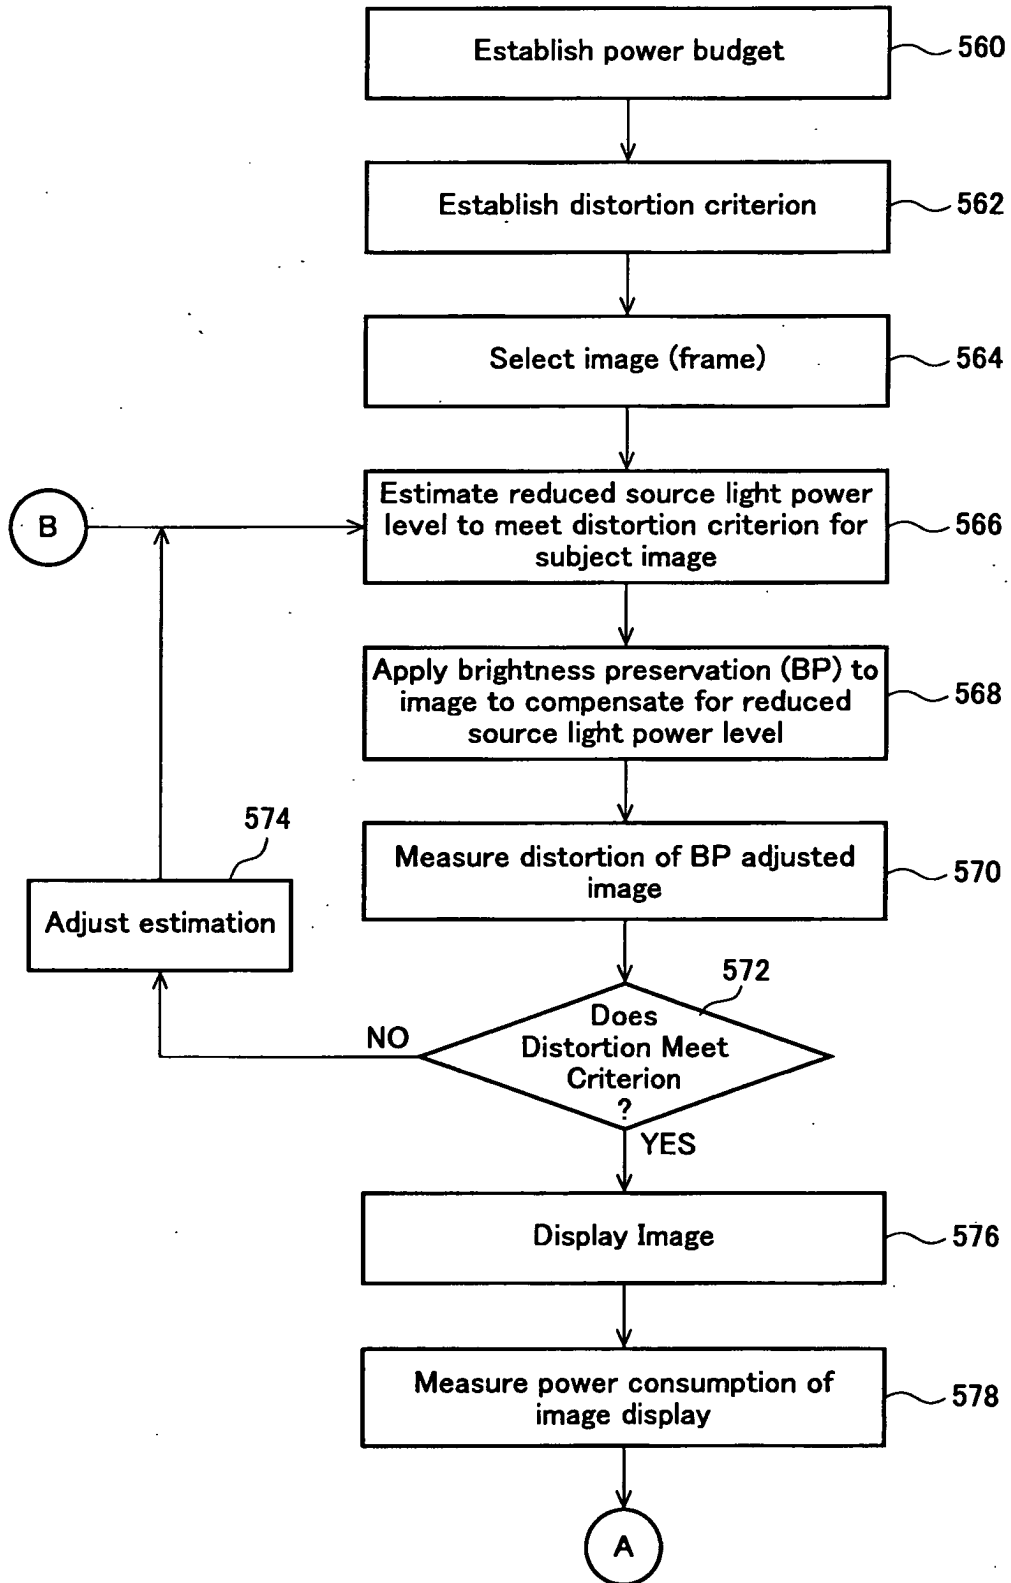 Establish power budget
560
Establish distortion criterion
562
Select image (frame)
564
B
Estimate reduced source light power
level to meet distortion criterion for
subject image
566
Apply brightness preservation (BP) to
image to compensate for reduced
source light power level
568
574
Measure distortion of BP adjusted
image
570
Adjust estimation
572
Does
Distortion Meet
Criterion
?
NO
YES
Display Image
576
Measure power consumption of
image display
578
A